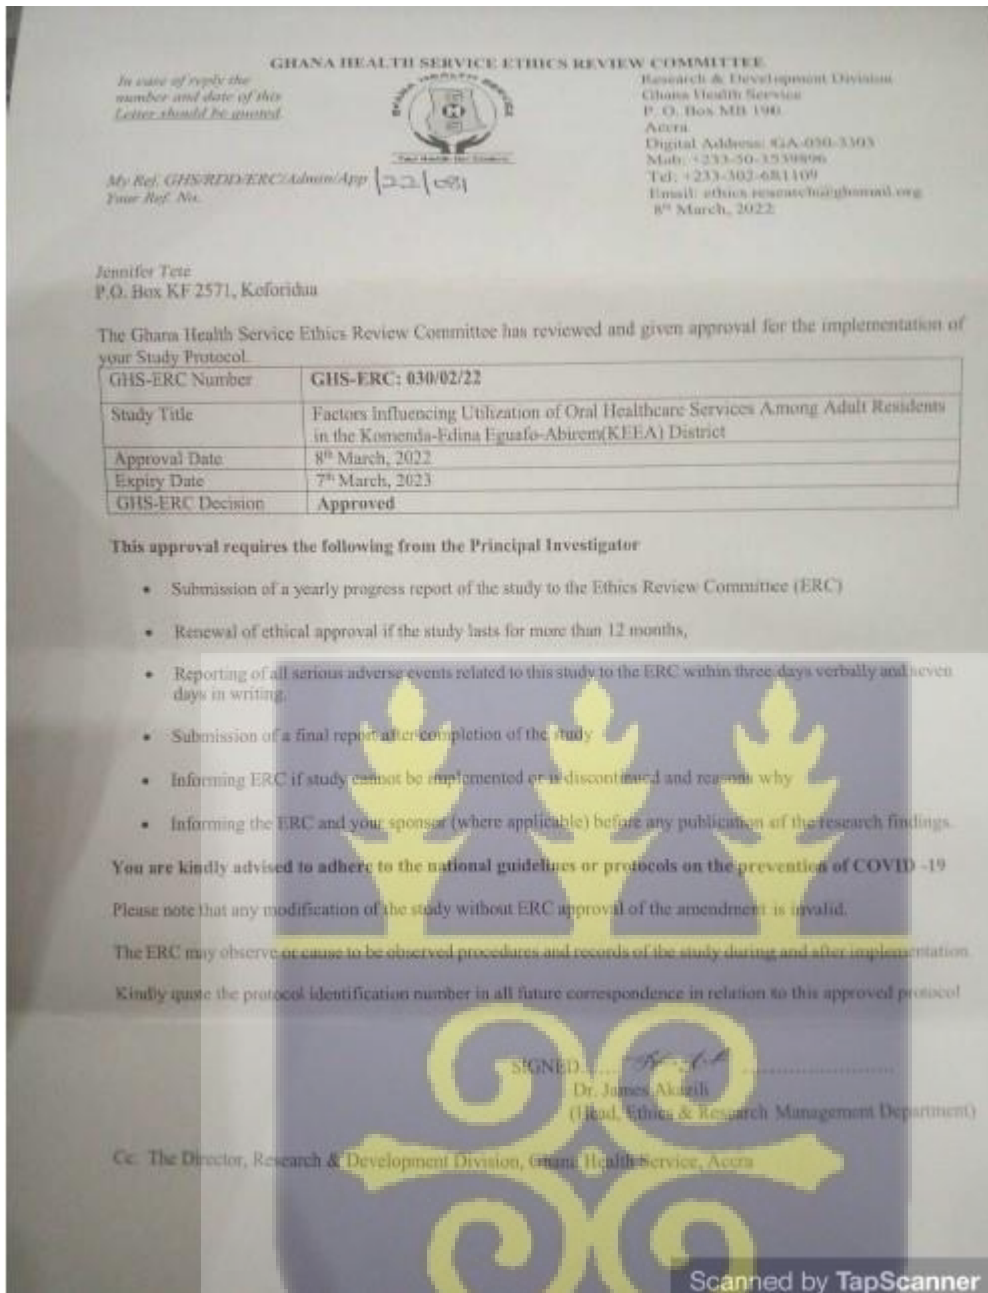 GHANA HEALTH SERVICE ETHICS REVIEW COMMITTEE
In case of reply the
number and date of this
Letter should be quoted.
My Ref. GHS/RDD/ERC/Admin/App |22|081
Your Ref. No.
Research & Development Division
Ghana Health Service
P. O. Box MB 190
Accra
Digital Address: GA-050-3303
Mob: +233-50-3539896
Tel: +233-302-681109
Email: ethics.research@ghsmail.org
8th March, 2022
Jennifer Tete
P.O. Box KF 2571, Koforidua
The Ghana Health Service Ethics Review Committee has reviewed and given approval for the implementation of
your Study Protocol.
GHS-ERC Number GHS-ERC: 030/02/22
Study Title Factors Influencing Utilization of Oral Healthcare Services Among Adult Residents
in the Komenda-Edina Eguafo-Abirem(KEEA) District
Approval Date 8th March, 2022
Expiry Date 7th March, 2023
GHS-ERC Decision Approved
This approval requires the following from the Principal Investigator
• Submission of a yearly progress report of the study to the Ethics Review Committee (ERC)
• Renewal of ethical approval if the study lasts for more than 12 months,
• Reporting of all serious adverse events related to this study to the ERC within three days verbally and seven
days in writing.
• Submission of a final report after completion of the study
• Informing ERC if study cannot be implemented or is discontinued and reasons why
• Informing the ERC and your sponsor (where applicable) before any publication of the research findings.
You are kindly advised to adhere to the national guidelines or protocols on the prevention of COVID -19
Please note that any modification of the study without ERC approval of the amendment is invalid.
The ERC may observe or cause to be observed procedures and records of the study during and after implementation.
Kindly quote the protocol identification number in all future correspondence in relation to this approved protocol
SIGNED
Dr. James Akazili
(Head, Ethics & Research Management Department)
Cc: The Director, Research & Development Division, Ghana Health Service, Accra
Scanned by TapScanner